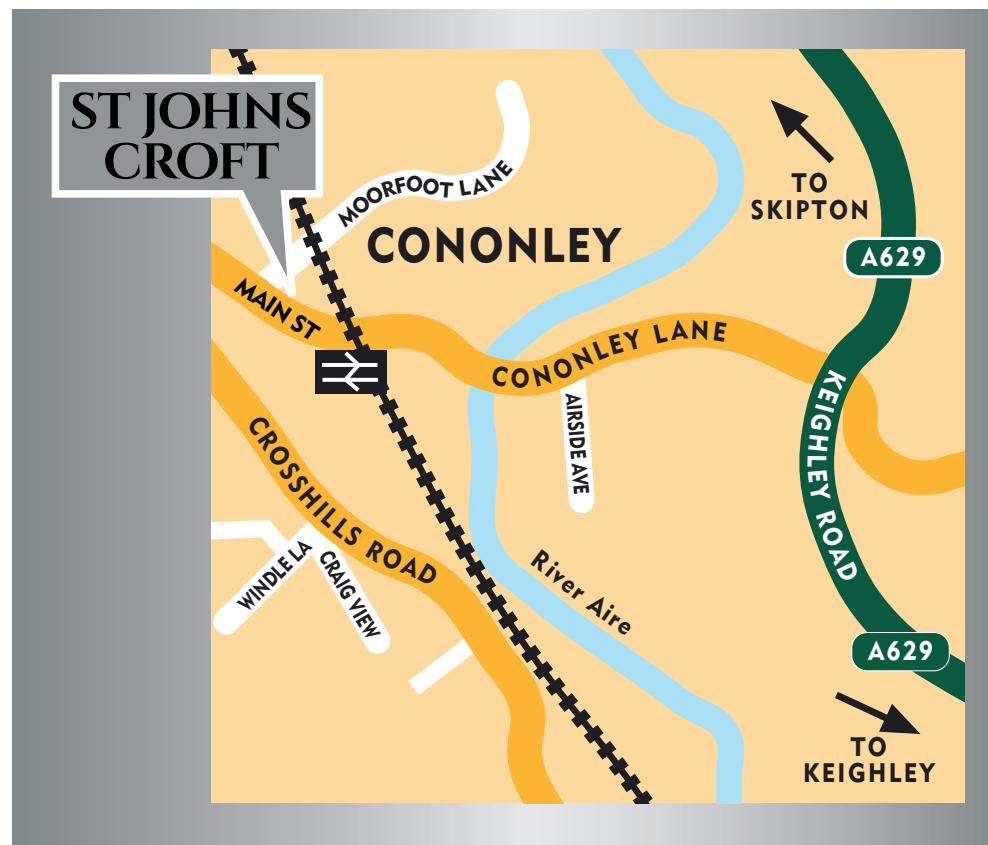 ST JOHNS
CROFT
MOORFOOT LANE
CONONLEY
TO
SKIPTON
A629
MAIN ST
CONONLEY LANE
AIRSIDE AVE
KEIGHLEY ROAD
CROSSHILLS ROAD
WINDLE LA
CRAIG VIEW
River Aire
A629
TO
KEIGHLEY